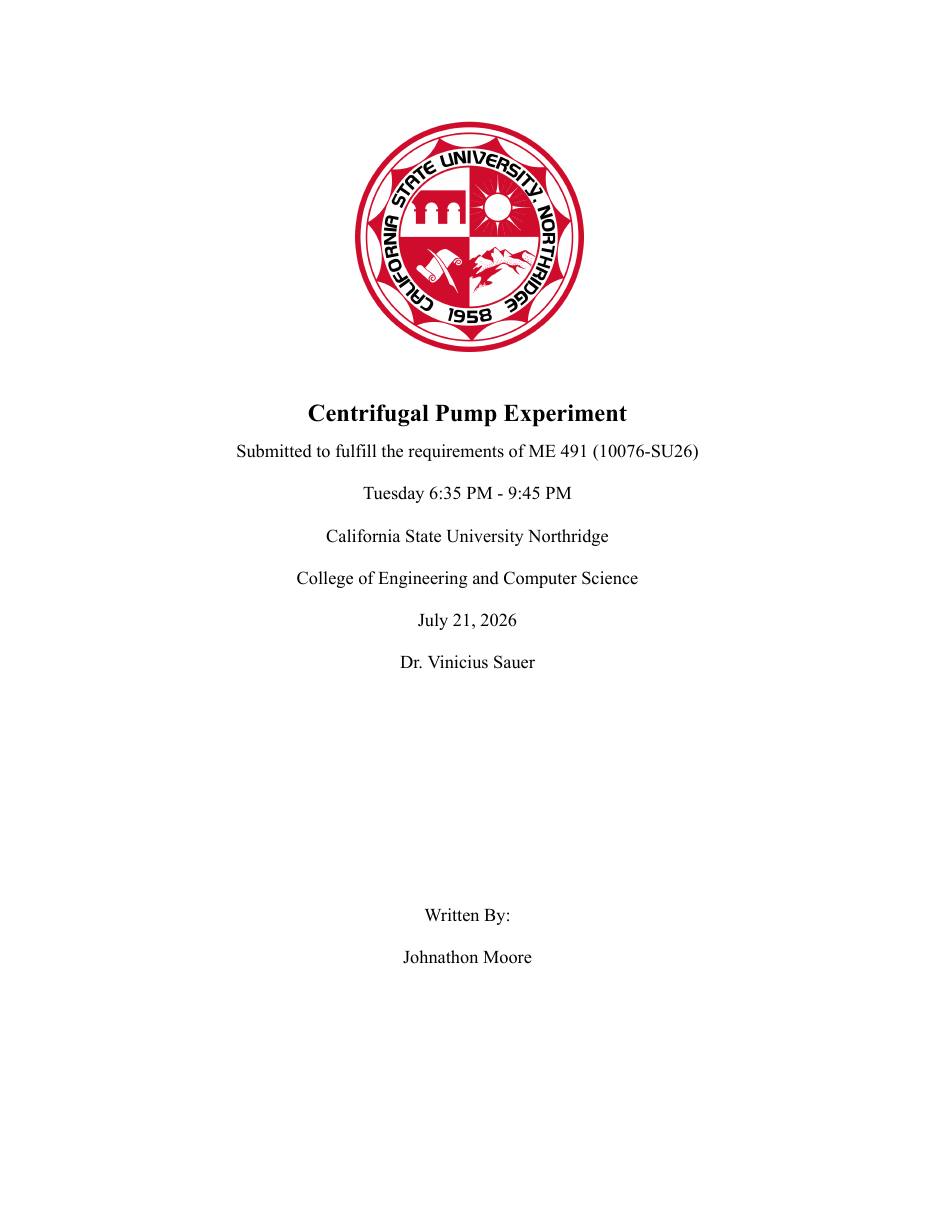 CALIFORNIA STATE UNIVERSITY, NORTHRIDGE
1958
Centrifugal Pump Experiment
Submitted to fulfill the requirements of ME 491 (10076-SU26)
Tuesday 6:35 PM - 9:45 PM
California State University Northridge
College of Engineering and Computer Science
July 21, 2026
Dr. Vinicius Sauer
Written By:
Johnathon Moore